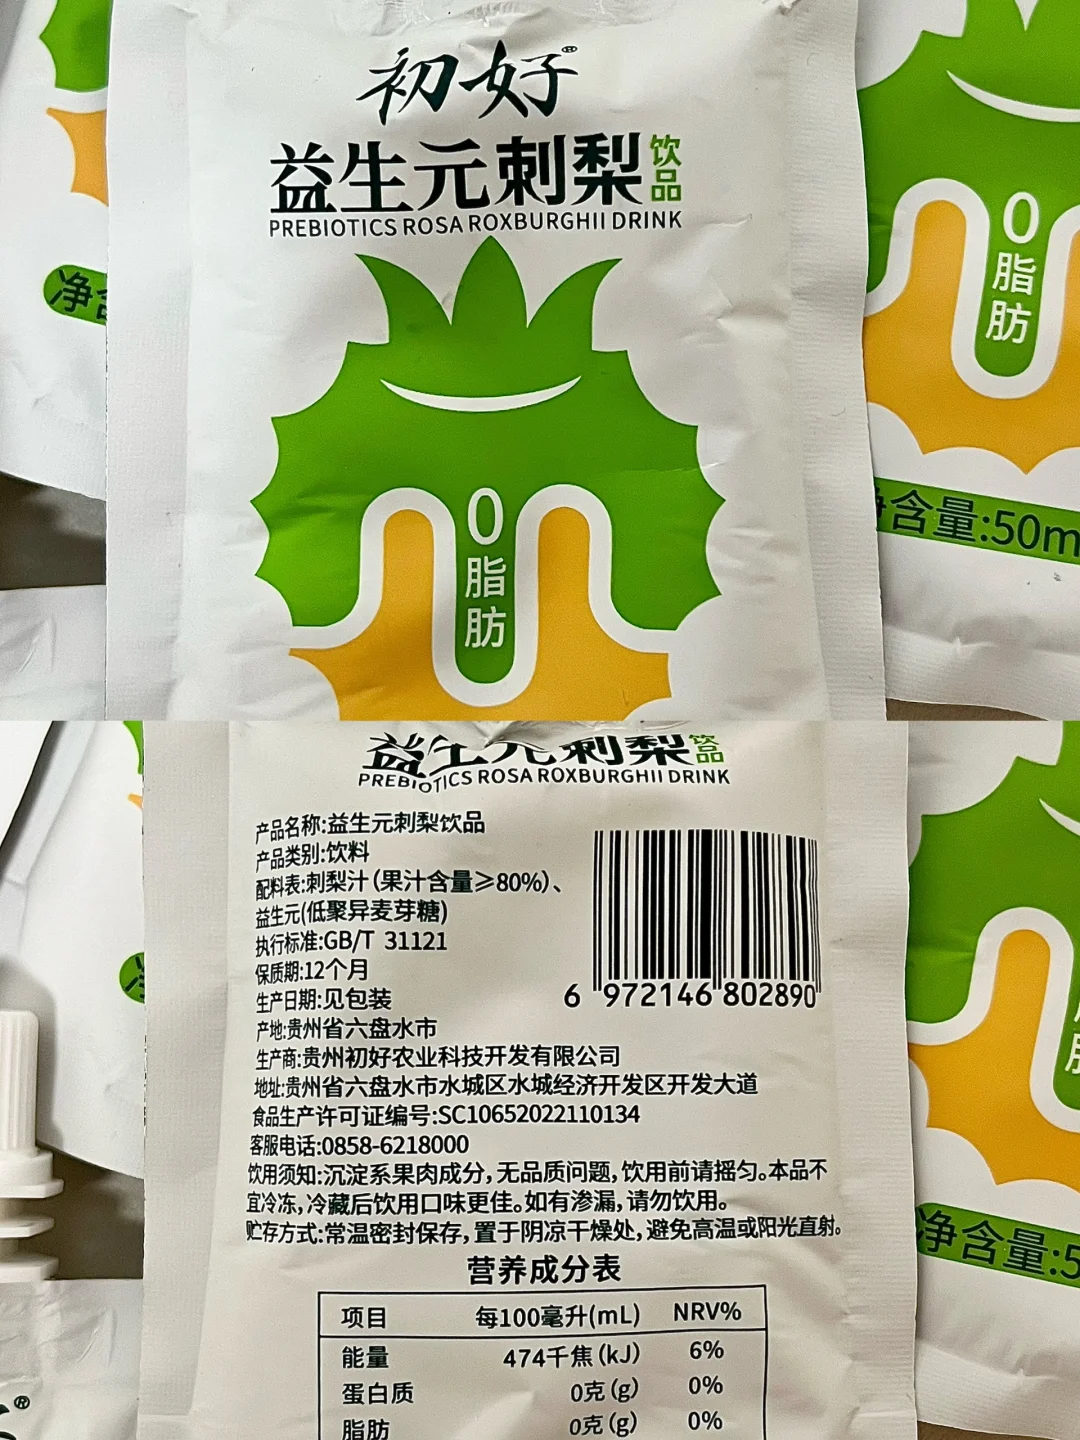 初好®
益生元刺梨饮品
PREBIOTICS ROSA ROXBURGHII DRINK
0
脂
肪
0
脂
肪
净含量:50m
净含
益生元刺梨饮品
PREBIOTICS ROSA ROXBURGHII DRINK
产品名称:益生元刺梨饮品
产品类别:饮料
配料表:刺梨汁(果汁含量≥80%)、
益生元(低聚异麦芽糖)
执行标准:GB/T 31121
保质期:12个月
生产日期:见包装
产地:贵州省六盘水市
生产商:贵州初好农业科技开发有限公司
地址:贵州省六盘水市水城区水城经济开发区开发大道
食品生产许可证编号:SC10652022110134
客服电话:0858-6218000
饮用须知:沉淀系果肉成分,无品质问题,饮用前请摇匀。本品不
宜冷冻,冷藏后饮用口味更佳。如有渗漏,请勿饮用。
贮存方式:常温密封保存,置于阴凉干燥处,避免高温或阳光直射。
6 972146 802890
营养成分表
项目 每100毫升(mL) NRV%
能量 474千焦(kJ) 6%
蛋白质 0克(g) 0%
脂肪 0克(g) 0%
净含量:5